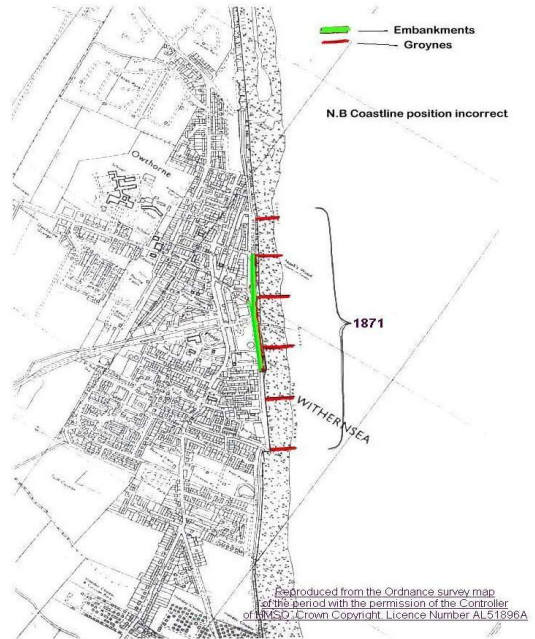 Embankments
Groynes
N.B Coastline position incorrect
Owthorne
1871
WITHERNSEA
Reproduced from the Ordnance survey map
of the period with the permission of the Controller
of HMSO. Crown Copyright. Licence Number AL51896A